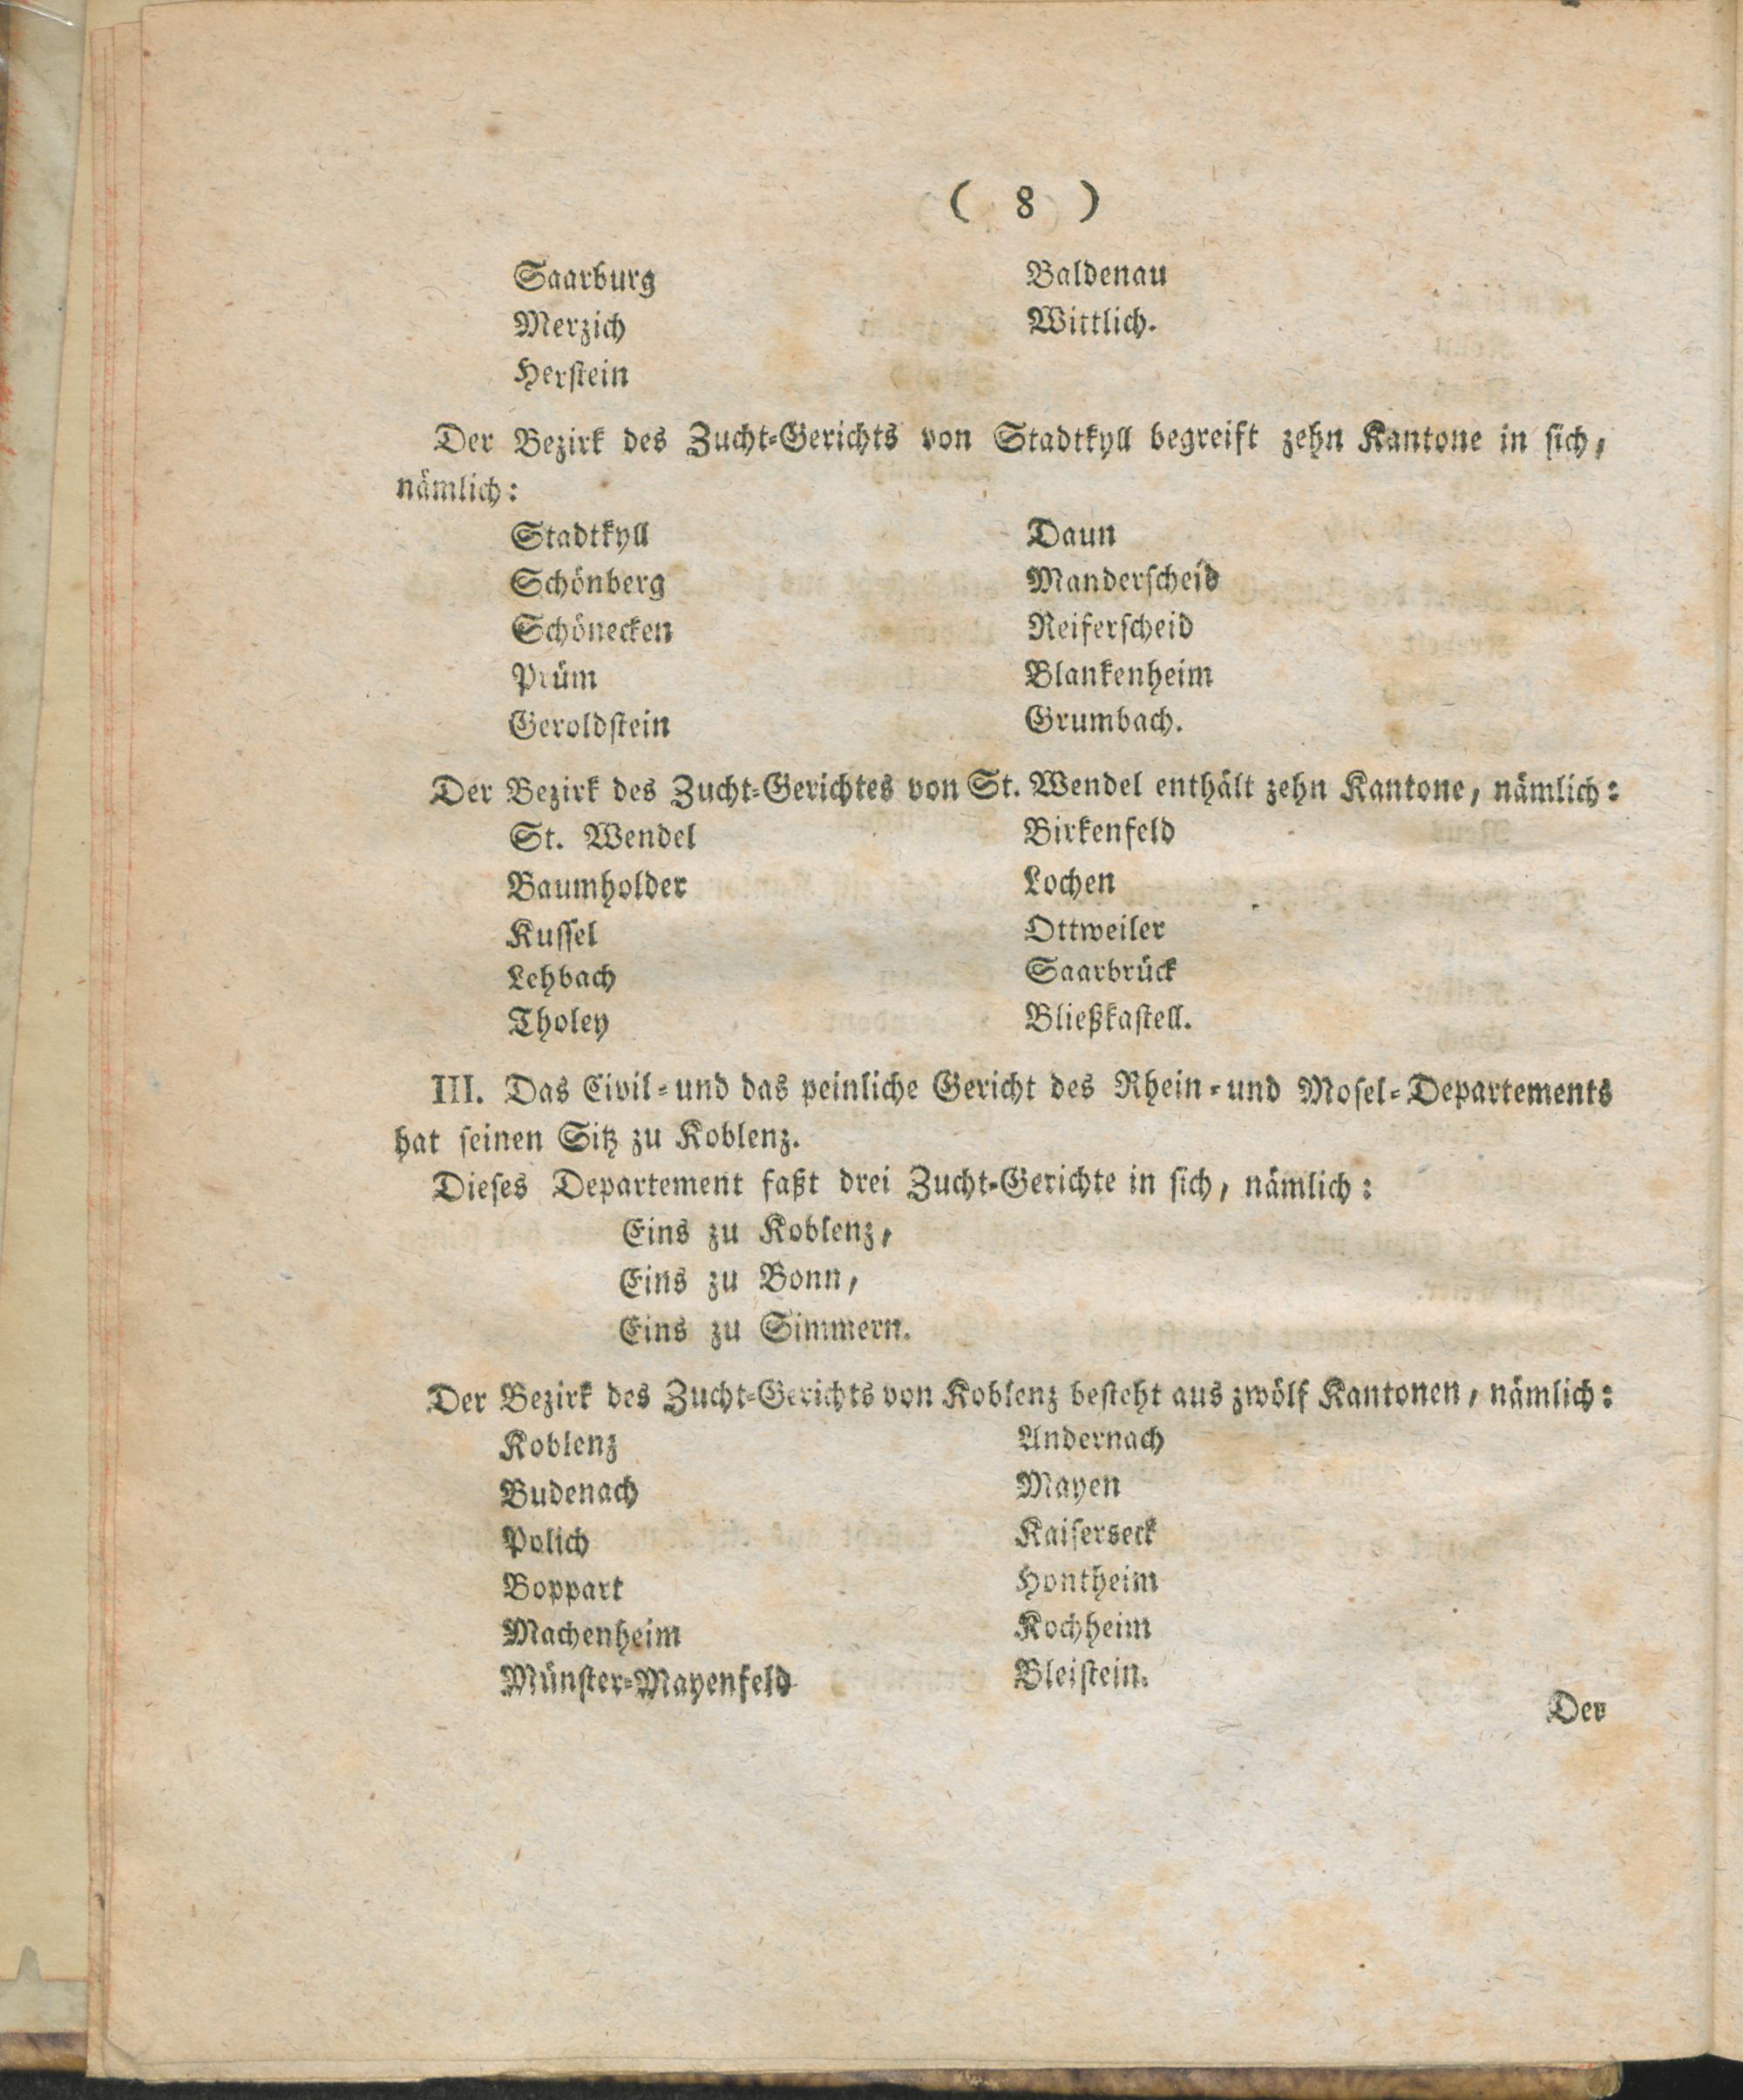 ( 8 )
Saarburg Baldenau
Merzich Wittlich.
Herstein
Der Bezirk des Zucht-Gerichts von Stadtkyll begreift zehn Kantone in sich,
nämlich:
Stadtkyll Daun
Schönberg Manderscheid
Schönecken Reiferscheid
Prüm Blankenheim
Geroldstein Grumbach.
Der Bezirk des Zucht-Gerichtes von St. Wendel enthält zehn Kantone, nämlich:
St. Wendel Birkenfeld
Baumholder Lochen
Kussel Ottweiler
Lehbach Saarbrück
Tholey Bließkastell.
III. Das Civil- und das peinliche Gericht des Rhein- und Mosel-Departements
hat seinen Sitz zu Koblenz.
Dieses Departement faßt drei Zucht-Gerichte in sich, nämlich:
Eins zu Koblenz,
Eins zu Bonn,
Eins zu Simmern.
Der Bezirk des Zucht-Gerichts von Koblenz besteht aus zwölf Kantonen, nämlich:
Koblenz Andernach
Budenach Mayen
Polich Kaiserseck
Boppart Hontheim
Machenheim Kochheim
Münster-Mayenfeld Bleistein.
Der